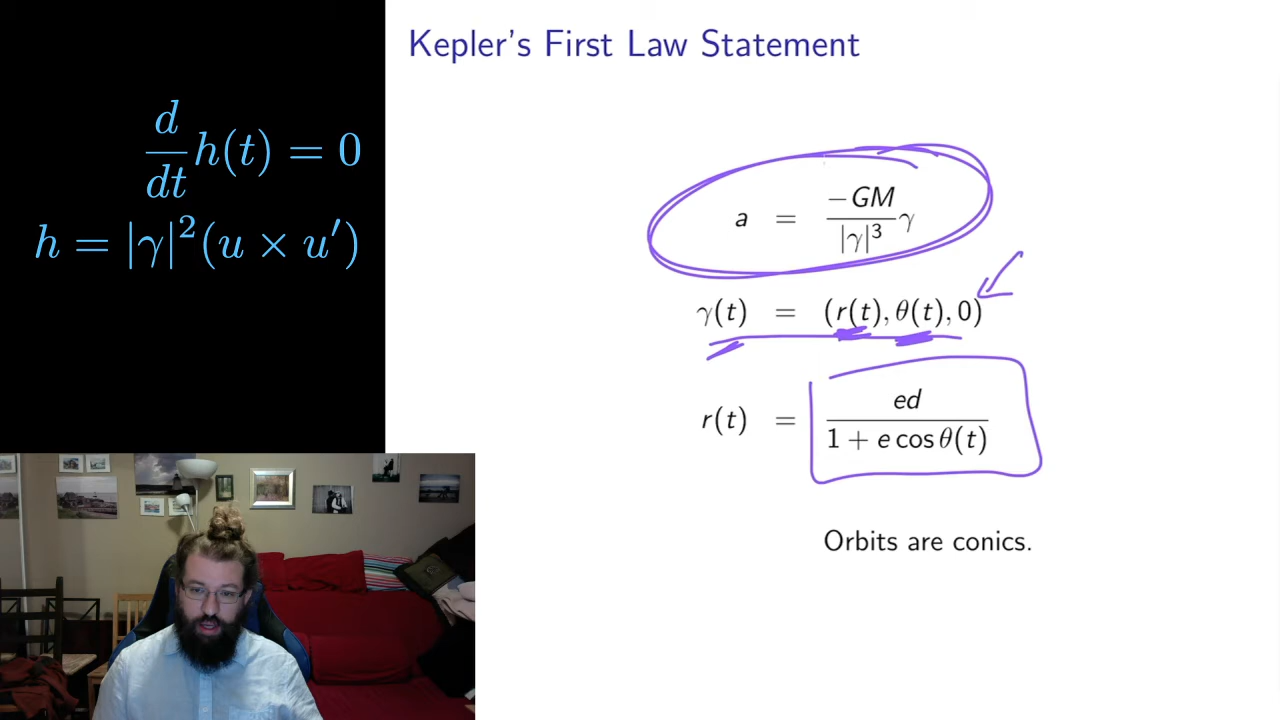 Kepler's First Law Statement
d/dt h(t) = 0
h = |γ|²(u × u′)
a = −GM/|γ|³ γ
γ(t) = (r(t), θ(t), 0)
r(t) = ed/(1 + e cos θ(t))
Orbits are conics.